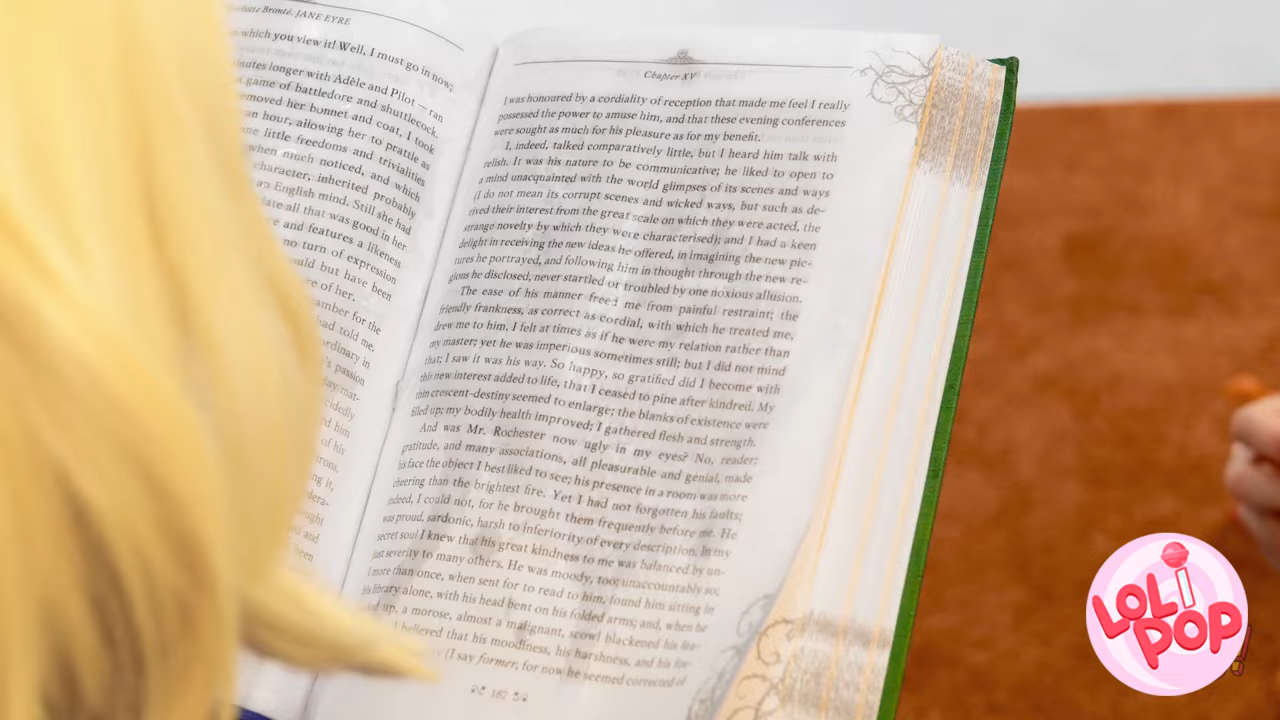 Charlotte Brontë, JANE EYRE
which you view it! Well, I must go in now;
minutes longer with Adèle and Pilot — ran
game of battledore and shuttlecock.
removed her bonnet and coat, I took
an hour, allowing her to prattle as
little freedoms and trivialities
when much noticed, and which
character, inherited probably
an English mind. Still she had
all that was good in her
and features a likeness
no turn of expression
but have been
of her.
for the
had told me.
ordinary in
passion
him
of his
it,
and
been
Chapter XV
I was honoured by a cordiality of reception that made me feel I really
possessed the power to amuse him, and that these evening conferences
were sought as much for his pleasure as for my benefit.
I, indeed, talked comparatively little, but I heard him talk with
relish. It was his nature to be communicative; he liked to open to
a mind unacquainted with the world glimpses of its scenes and ways
(I do not mean its corrupt scenes and wicked ways, but such as de-
rived their interest from the great scale on which they were acted, the
strange novelty by which they were characterised); and I had a keen
delight in receiving the new ideas he offered, in imagining the new pic-
tures he portrayed, and following him in thought through the new re-
gions he disclosed, never startled or troubled by one noxious allusion.
The ease of his manner freed me from painful restraint; the
friendly frankness, as correct as cordial, with which he treated me,
drew me to him. I felt at times as if he were my relation rather than
my master; yet he was imperious sometimes still; but I did not mind
that; I saw it was his way. So happy, so gratified did I become with
this new interest added to life, that I ceased to pine after kindred. My
thin crescent-destiny seemed to enlarge; the blanks of existence were
filled up; my bodily health improved; I gathered flesh and strength.
And was Mr. Rochester now ugly in my eyes? No, reader;
gratitude, and many associations, all pleasurable and genial, made
his face the object I best liked to see; his presence in a room was more
cheering than the brightest fire. Yet I had not forgotten his faults;
indeed, I could not, for he brought them frequently before me. He
was proud, sardonic, harsh to inferiority of every description. In my
secret soul I knew that his great kindness to me was balanced by un-
just severity to many others. He was moody, too; unaccountably so;
I more than once, when sent for to read to him, found him sitting in
his library alone, with his head bent on his folded arms; and, when he
up, a morose, almost a malignant, scowl blackened his fea-
I believed that his moodiness, his harshness, and his for-
(I say former, for now he seemed corrected of
182
LOLIPOP